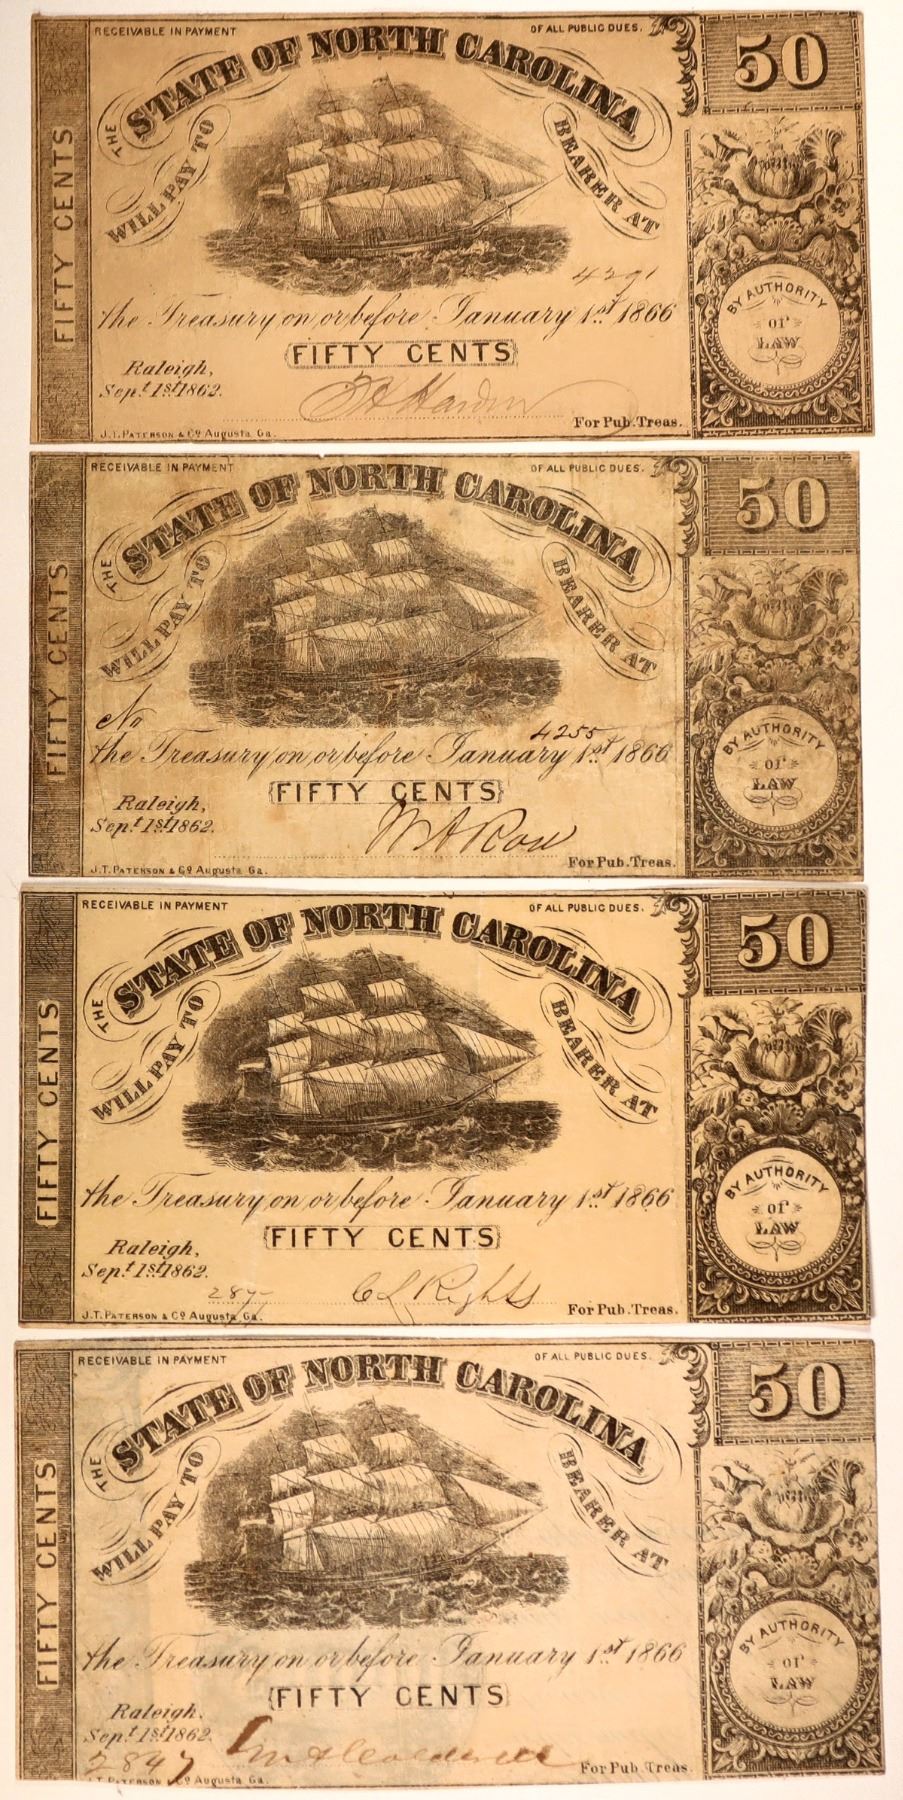 RECEIVABLE IN PAYMENT OF ALL PUBLIC DUES.
50
THE STATE OF NORTH CAROLINA
WILL PAY TO BEARER AT
FIFTY CENTS
4291
the Treasury on or before January 1st 1866
FIFTY CENTS
BY AUTHORITY
OF
LAW
Raleigh,
Sept. 1st 1862.
For Pub. Treas.
J.T. PATERSON & Co Augusta Ga.
RECEIVABLE IN PAYMENT OF ALL PUBLIC DUES.
50
THE STATE OF NORTH CAROLINA
WILL PAY TO BEARER AT
FIFTY CENTS
No 4255
the Treasury on or before January 1st 1866
FIFTY CENTS
BY AUTHORITY
OF
LAW
Raleigh,
Sept. 1st 1862.
For Pub. Treas.
J.T. PATERSON & Co Augusta Ga.
RECEIVABLE IN PAYMENT OF ALL PUBLIC DUES.
50
THE STATE OF NORTH CAROLINA
WILL PAY TO BEARER AT
FIFTY CENTS
the Treasury on or before January 1st 1866
FIFTY CENTS
BY AUTHORITY
OF
LAW
Raleigh,
Sept. 1st 1862.
C L Rights
For Pub. Treas.
J.T. PATERSON & Co Augusta Ga.
RECEIVABLE IN PAYMENT OF ALL PUBLIC DUES.
50
THE STATE OF NORTH CAROLINA
WILL PAY TO BEARER AT
FIFTY CENTS
the Treasury on or before January 1st 1866
FIFTY CENTS
BY AUTHORITY
OF
LAW
Raleigh,
Sept. 1st 1862.
2847
For Pub. Treas.
J.T. PATERSON & Co Augusta Ga.